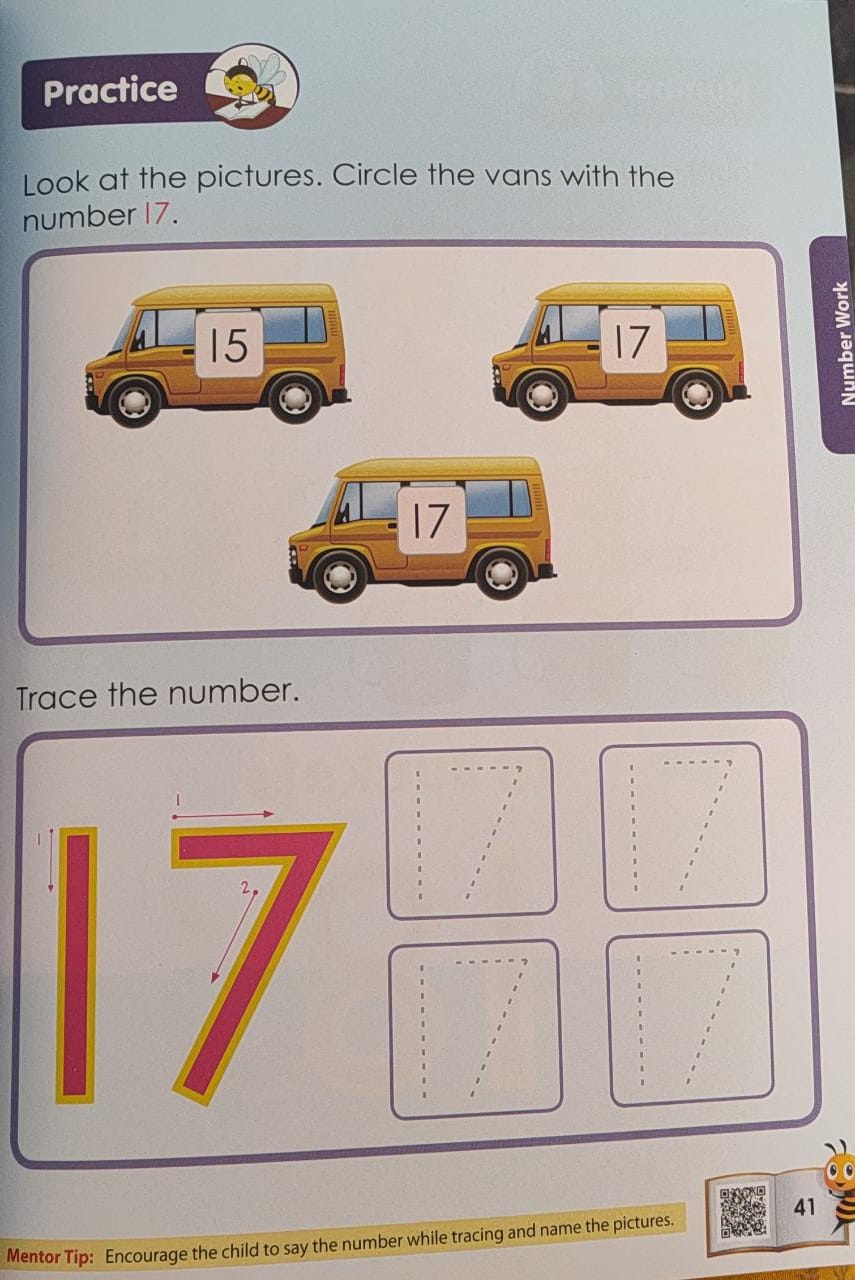 Practice
Look at the pictures. Circle the vans with the
number 17.
15
17
17
Number Work
Trace the number.
1
1
2
17
17
17
17
17
Mentor Tip: Encourage the child to say the number while tracing and name the pictures.
41